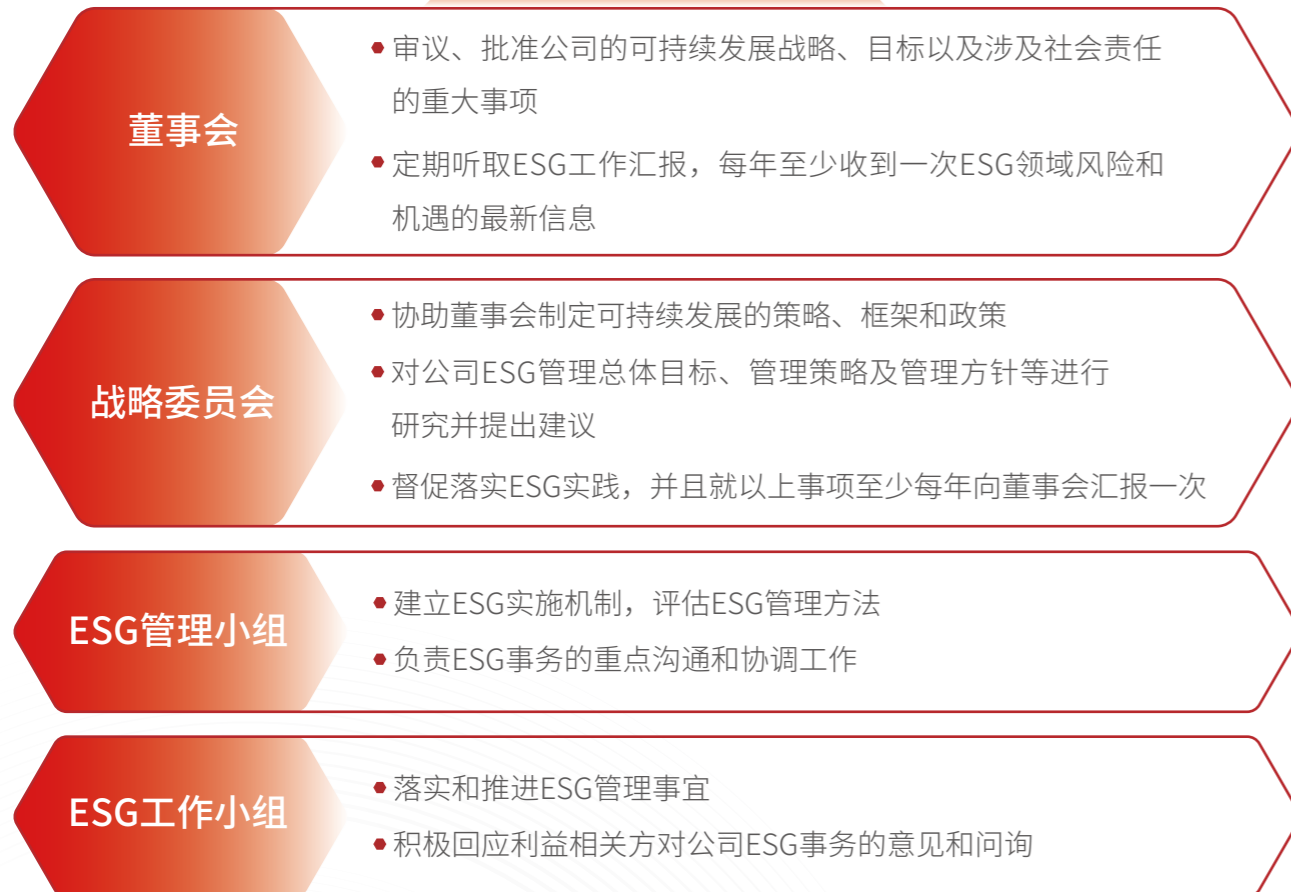 董事会
• 审议、批准公司的可持续发展战略、目标以及涉及社会责任
的重大事项
• 定期听取ESG工作汇报，每年至少收到一次ESG领域风险和
机遇的最新信息
战略委员会
• 协助董事会制定可持续发展的策略、框架和政策
• 对公司ESG管理总体目标、管理策略及管理方针等进行
研究并提出建议
• 督促落实ESG实践，并且就以上事项至少每年向董事会汇报一次
ESG管理小组
• 建立ESG实施机制，评估ESG管理方法
• 负责ESG事务的重点沟通和协调工作
ESG工作小组
• 落实和推进ESG管理事宜
• 积极回应利益相关方对公司ESG事务的意见和问询